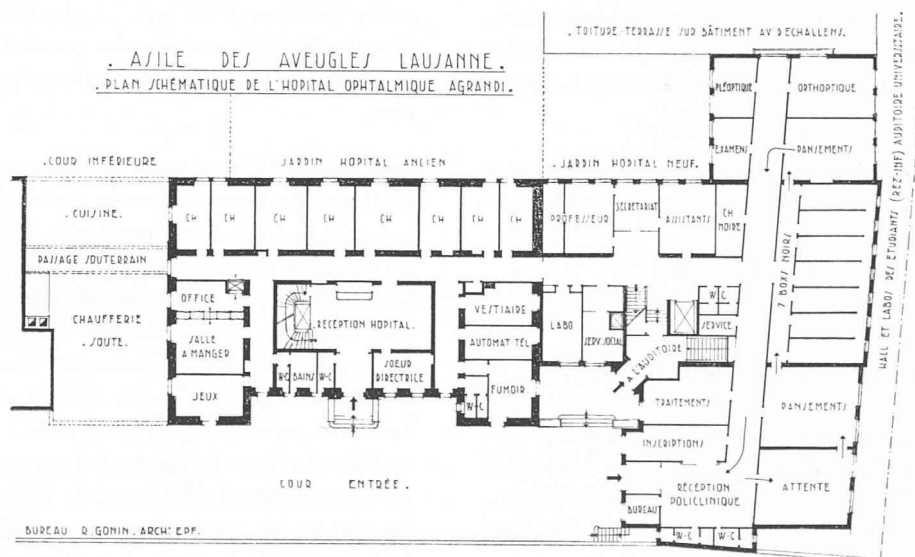 . TOITURE-TERRASSE SUR BÂTIMENT AV ECHALLENS.
. ASILE DES AVEUGLES LAUSANNE.
. PLAN SCHÉMATIQUE DE L'HOPITAL OPHTALMIQUE AGRANDI.
PLÉOPTIQUE
ORTHOPTIQUE
EXAMENS
PANSEMENTS
. COUR INFÉRIEURE
JARDIN HOPITAL ANCIEN
. JARDIN HOPITAL NEUF.
. CUISINE.
CH
CH
CH
CH
CH
CH
CH
CH
PROFESSEUR
SECRETARIAT
ASSISTANTS
CH
NOIRE
PASSAGE SOUTERRAIN
7 BOXS NOIRS
HALL ET LABOS DES ETUDIANTS (REZ-INF) AUDITOIRE UNIVERSITAIRE.
CHAUFFERIE
. SOUTE.
OFFICE
SALLE
A MANGER
JEUX
RÉCEPTION HOPITAL.
W-C
BAINS
W-C
SOEUR
DIRECTRICE
VESTIAIRE
AUTOMAT TÉL.
FUMOIR
W-C
LABO
SERV. SOCIAL
W C
SERVICE
A L'AUDITOIRE
TRAITEMENTS
PANSEMENTS
INSCRIPTIONS
RÉCEPTION
POLICLINIQUE
ATTENTE
BUREAU
W-C
W-C
COUR ENTRÉE.
BUREAU R. GONIN. ARCH: EPF.